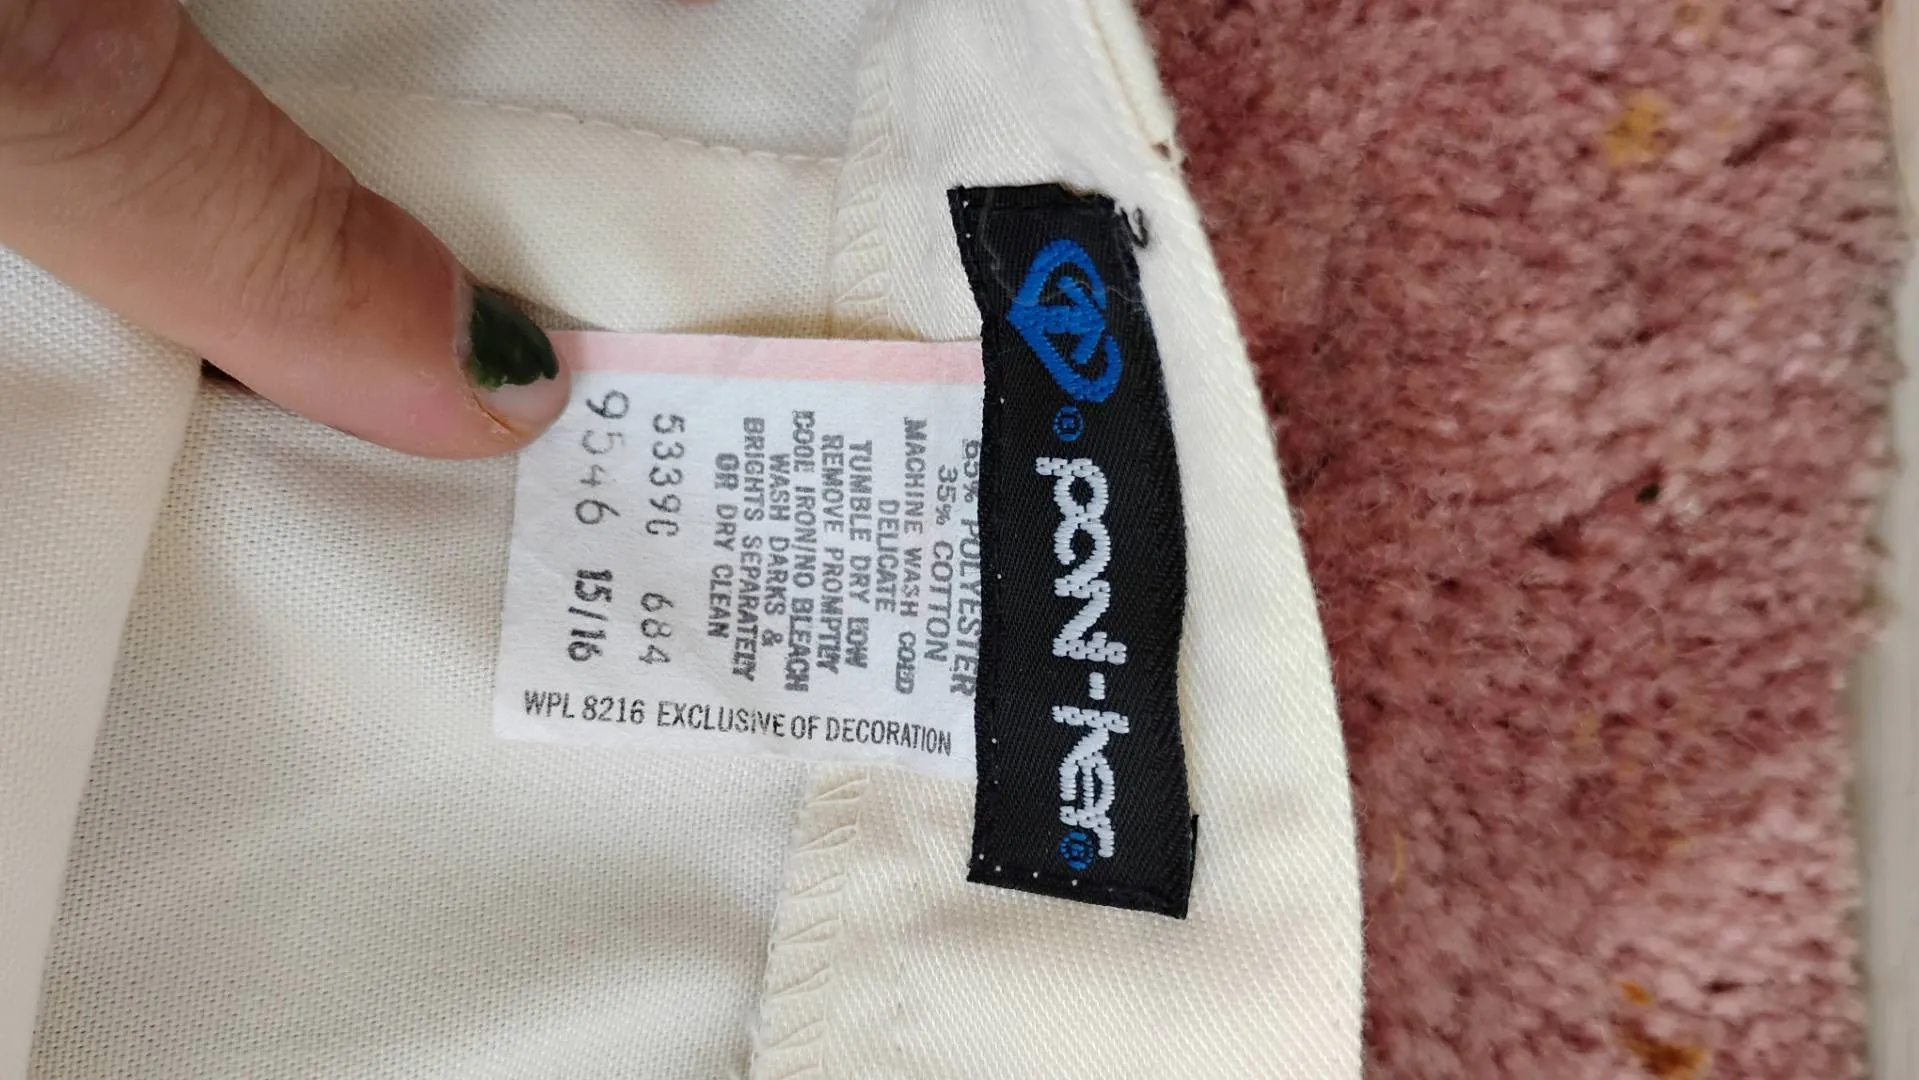 pAN-Her
65% POLYESTER
35% COTTON
MACHINE WASH COLD
DELICATE
TUMBLE DRY LOW
REMOVE PROMPTLY
COOL IRON/NO BLEACH
WASH DARKS &
BRIGHTS SEPARATELY
OR DRY CLEAN
53390 684
9546 15/16
WPL 8216 EXCLUSIVE OF DECORATION